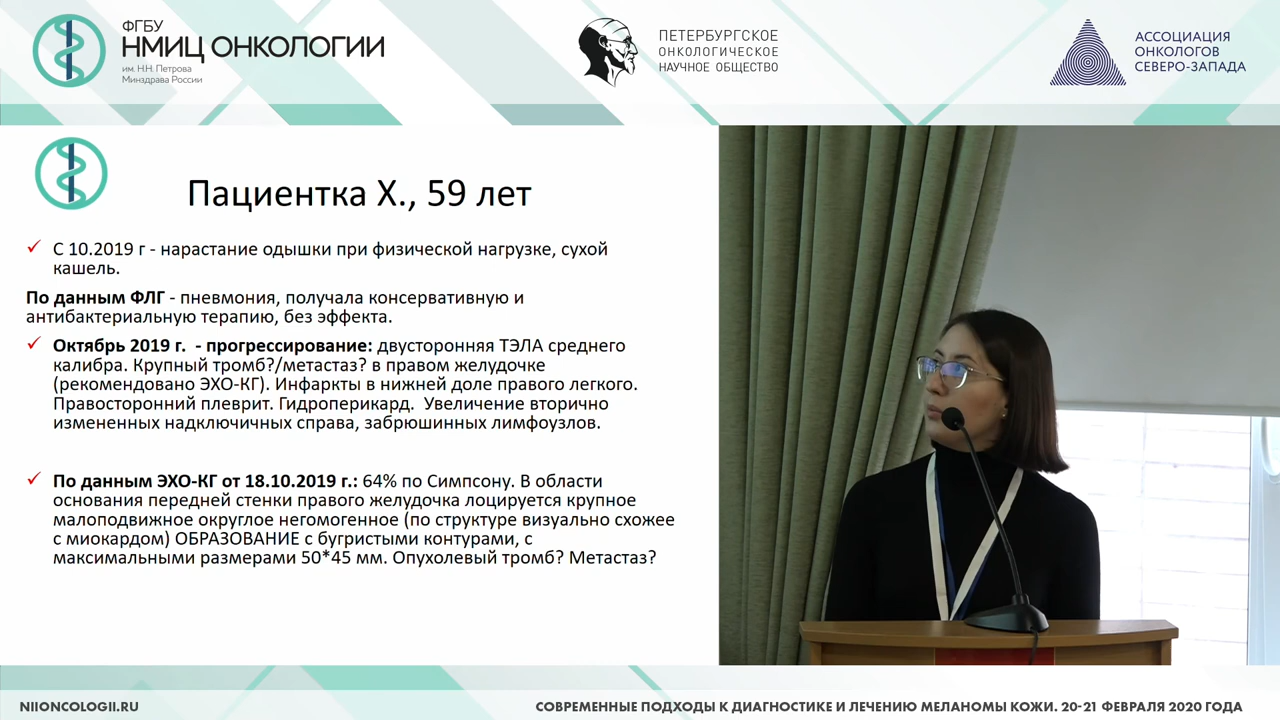 ФГБУ
НМИЦ ОНКОЛОГИИ
им. Н.Н. Петрова
Минздрава России
ПЕТЕРБУРГСКОЕ
ОНКОЛОГИЧЕСКОЕ
НАУЧНОЕ ОБЩЕСТВО
АССОЦИАЦИЯ
ОНКОЛОГОВ
СЕВЕРО-ЗАПАДА
Пациентка Х., 59 лет
С 10.2019 г - нарастание одышки при физической нагрузке, сухой
кашель.
По данным ФЛГ - пневмония, получала консервативную и
антибактериальную терапию, без эффекта.
Октябрь 2019 г. - прогрессирование: двусторонняя ТЭЛА среднего
калибра. Крупный тромб?/метастаз? в правом желудочке
(рекомендовано ЭХО-КГ). Инфаркты в нижней доле правого легкого.
Правосторонний плеврит. Гидроперикард. Увеличение вторично
измененных надключичных справа, забрюшинных лимфоузлов.
По данным ЭХО-КГ от 18.10.2019 г.: 64% по Симпсону. В области
основания передней стенки правого желудочка лоцируется крупное
малоподвижное округлое негомогенное (по структуре визуально схожее
с миокардом) ОБРАЗОВАНИЕ с бугристыми контурами, с
максимальными размерами 50*45 мм. Опухолевый тромб? Метастаз?
NIIONCOLOGII.RU
СОВРЕМЕННЫЕ ПОДХОДЫ К ДИАГНОСТИКЕ И ЛЕЧЕНИЮ МЕЛАНОМЫ КОЖИ. 20-21 ФЕВРАЛЯ 2020 ГОДА